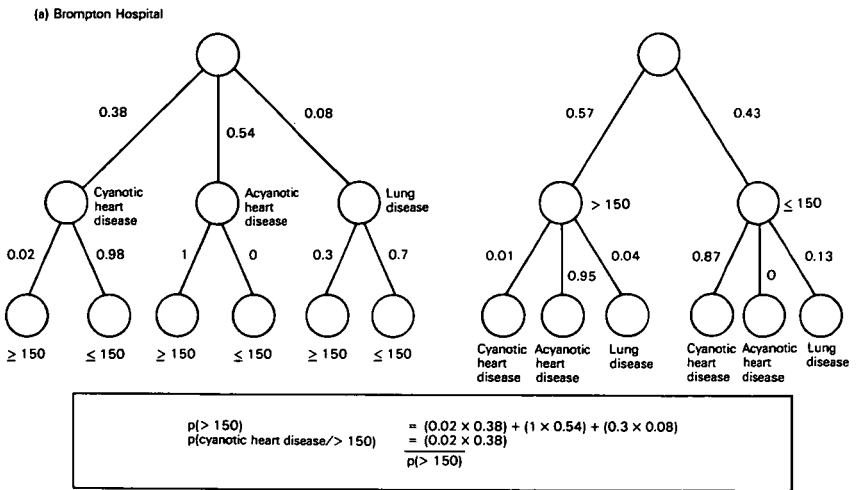 (a) Brompton Hospital
0.38
0.54
0.08
Cyanotic
heart
disease
Acyanotic
heart
disease
Lung
disease
0.02
0.98
1
0
0.3
0.7
≥ 150
≤ 150
≥ 150
≤ 150
≥ 150
≤ 150
0.57
0.43
> 150
≤ 150
0.01
0.95
0.04
0.87
0
0.13
Cyanotic
heart
disease
Acyanotic
heart
disease
Lung
disease
Cyanotic
heart
disease
Acyanotic
heart
disease
Lung
disease
p(> 150) = (0.02 × 0.38) + (1 × 0.54) + (0.3 × 0.08)
p(cyanotic heart disease/> 150) = (0.02 × 0.38)
p(> 150)